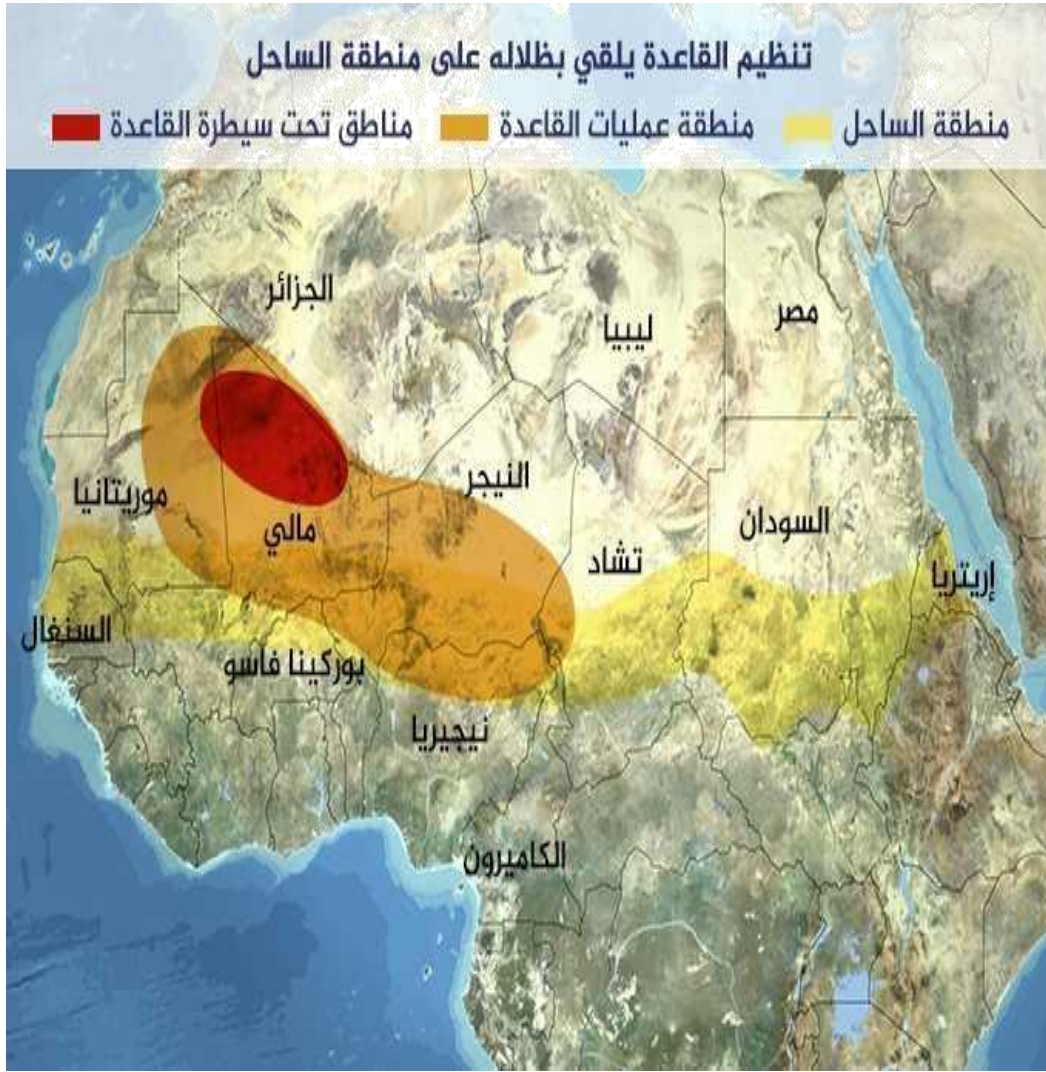 تنظيم القاعدة يلقي بظلاله على منطقة الساحل
منطقة الساحل
منطقة عمليات القاعدة
مناطق تحت سيطرة القاعدة
الجزائر
ليبيا
مصر
موريتانيا
مالي
النيجر
تشاد
السودان
إريتريا
السنغال
بوركينا فاسو
نيجيريا
الكاميرون